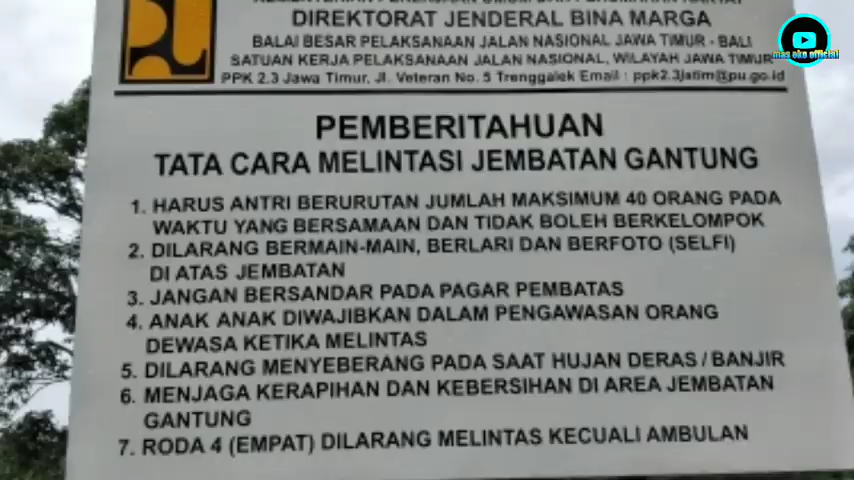 DIREKTORAT JENDERAL BINA MARGA
BALAI BESAR PELAKSANAAN JALAN NASIONAL JAWA TIMUR - BALI
SATUAN KERJA PELAKSANAAN JALAN NASIONAL, WILAYAH JAWA TIMUR
PPK 2.3 Jawa Timur, Jl. Veteran No. 5 Trenggalek Email : ppk2.3jatim@pu.go.id
mas oke official
PEMBERITAHUAN
TATA CARA MELINTASI JEMBATAN GANTUNG
1. HARUS ANTRI BERURUTAN JUMLAH MAKSIMUM 40 ORANG PADA
WAKTU YANG BERSAMAAN DAN TIDAK BOLEH BERKELOMPOK
2. DILARANG BERMAIN-MAIN, BERLARI DAN BERFOTO (SELFI)
DI ATAS JEMBATAN
3. JANGAN BERSANDAR PADA PAGAR PEMBATAS
4. ANAK ANAK DIWAJIBKAN DALAM PENGAWASAN ORANG
DEWASA KETIKA MELINTAS
5. DILARANG MENYEBERANG PADA SAAT HUJAN DERAS / BANJIR
6. MENJAGA KERAPIHAN DAN KEBERSIHAN DI AREA JEMBATAN
GANTUNG
7. RODA 4 (EMPAT) DILARANG MELINTAS KECUALI AMBULAN